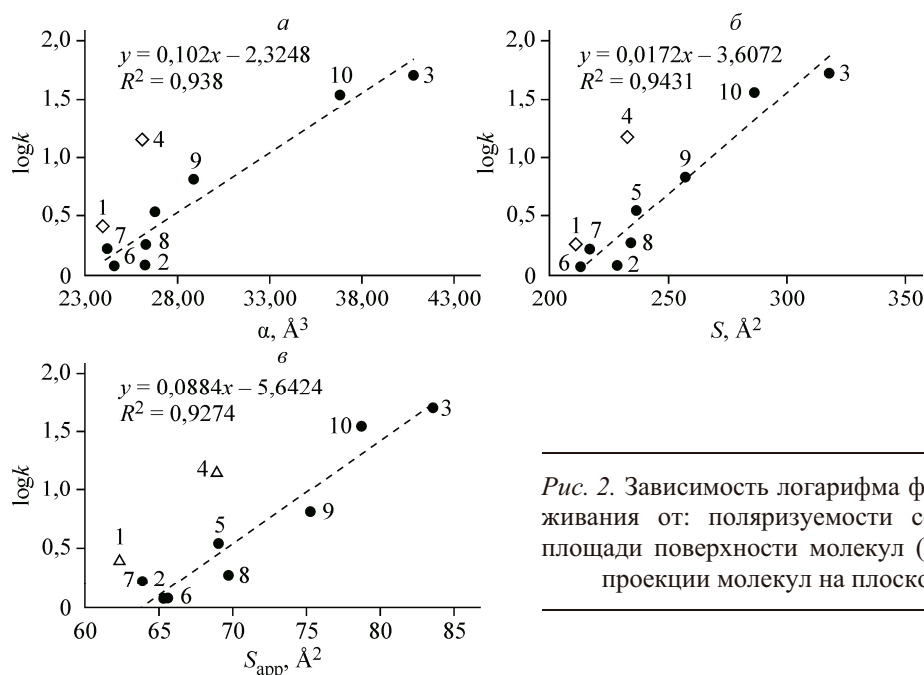 а
2,0
y = 0,102x – 2,3248
R² = 0,938
10
3
1,5
4
logk
1,0
9
0,5
1
7
8
6
2
0
23,00 28,00 33,00 38,00 43,00
α, Å³
б
2,0
y = 0,0172x – 3,6072
R² = 0,9431
10
3
1,5
4
logk
1,0
9
5
0,5
1
7
8
6
2
0
200 250 300 350
S, Å²
в
2,0
y = 0,0884x – 5,6424
R² = 0,9274
10
3
1,5
4
logk
1,0
9
5
0,5
1
7
2
8
6
0
60 65 70 75 80 85
Sapp, Å²
Рис. 2. Зависимость логарифма ф
живания от: поляризуемости с
площади поверхности молекул (
проекции молекул на плоско